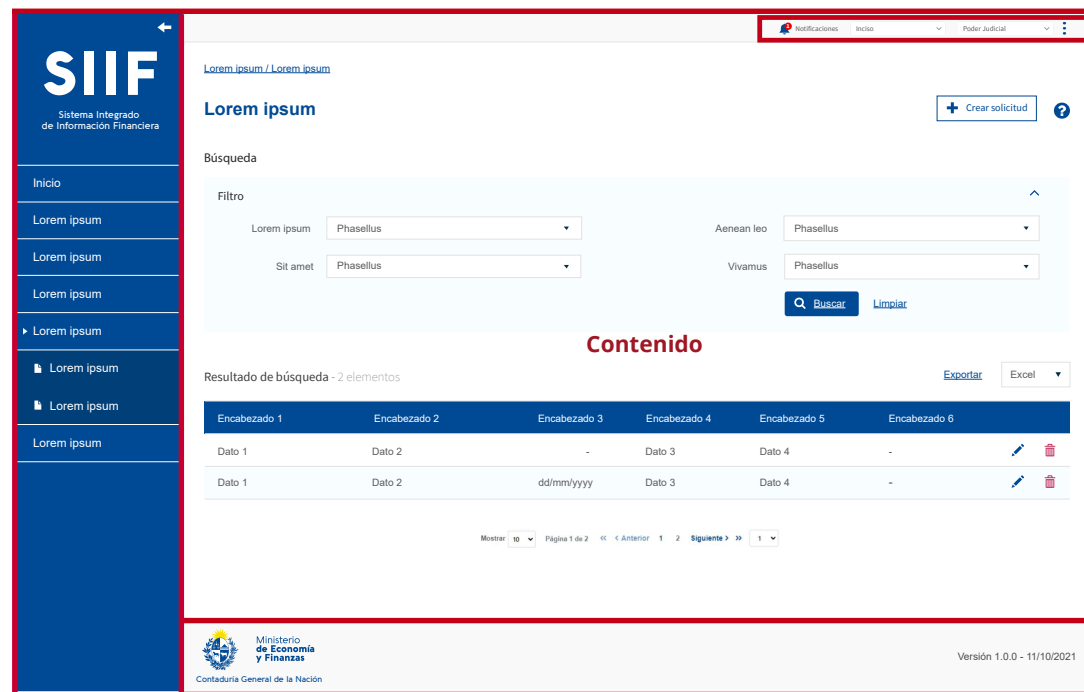 SIIF
Sistema Integrado
de Información Financiera
Inicio
Lorem ipsum
Lorem ipsum
Lorem ipsum
Lorem ipsum
Lorem ipsum
Lorem ipsum
Lorem ipsum
1 Notificaciones Inciso Poder Judicial
Lorem ipsum / Lorem ipsum
Lorem ipsum
Crear solicitud ?
Búsqueda
Filtro
Lorem ipsum Phasellus Aenean leo Phasellus
Sit amet Phasellus Vivamus Phasellus
Buscar Limpiar
Contenido
Resultado de búsqueda - 2 elementos Exportar Excel
Encabezado 1 Encabezado 2 Encabezado 3 Encabezado 4 Encabezado 5 Encabezado 6
Dato 1 Dato 2 - Dato 3 Dato 4 -
Dato 1 Dato 2 dd/mm/yyyy Dato 3 Dato 4 -
Mostrar 10 Página 1 de 2 << < Anterior 1 2 Siguiente > >> 1
Ministerio
de Economía
y Finanzas
Contaduría General de la Nación
Versión 1.0.0 - 11/10/2021